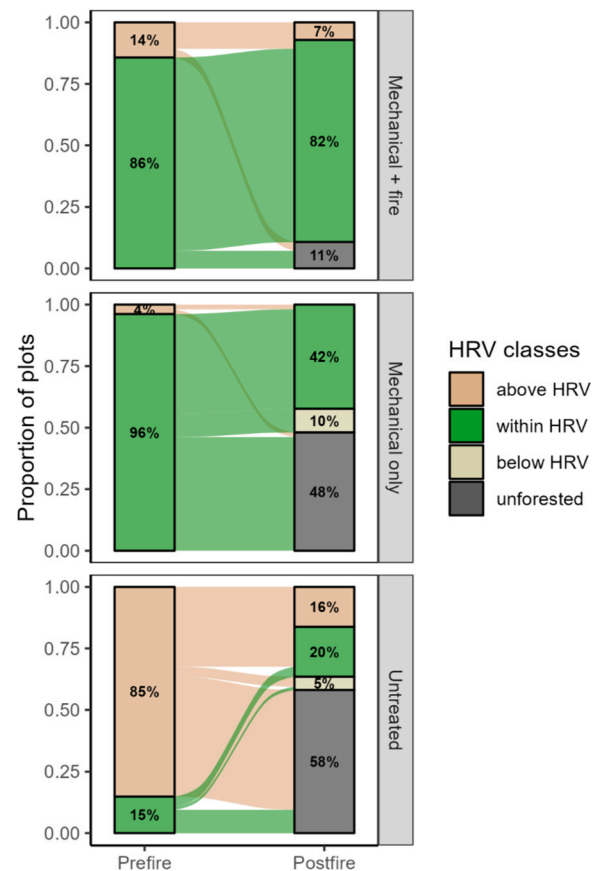 Proportion of plots
1.00
0.75
0.50
0.25
0.00
14%
86%
7%
82%
11%
Mechanical + fire
1.00
0.75
0.50
0.25
0.00
4%
96%
42%
10%
48%
Mechanical only
1.00
0.75
0.50
0.25
0.00
85%
15%
16%
20%
5%
58%
Untreated
Prefire
Postfire
HRV classes
above HRV
within HRV
below HRV
unforested